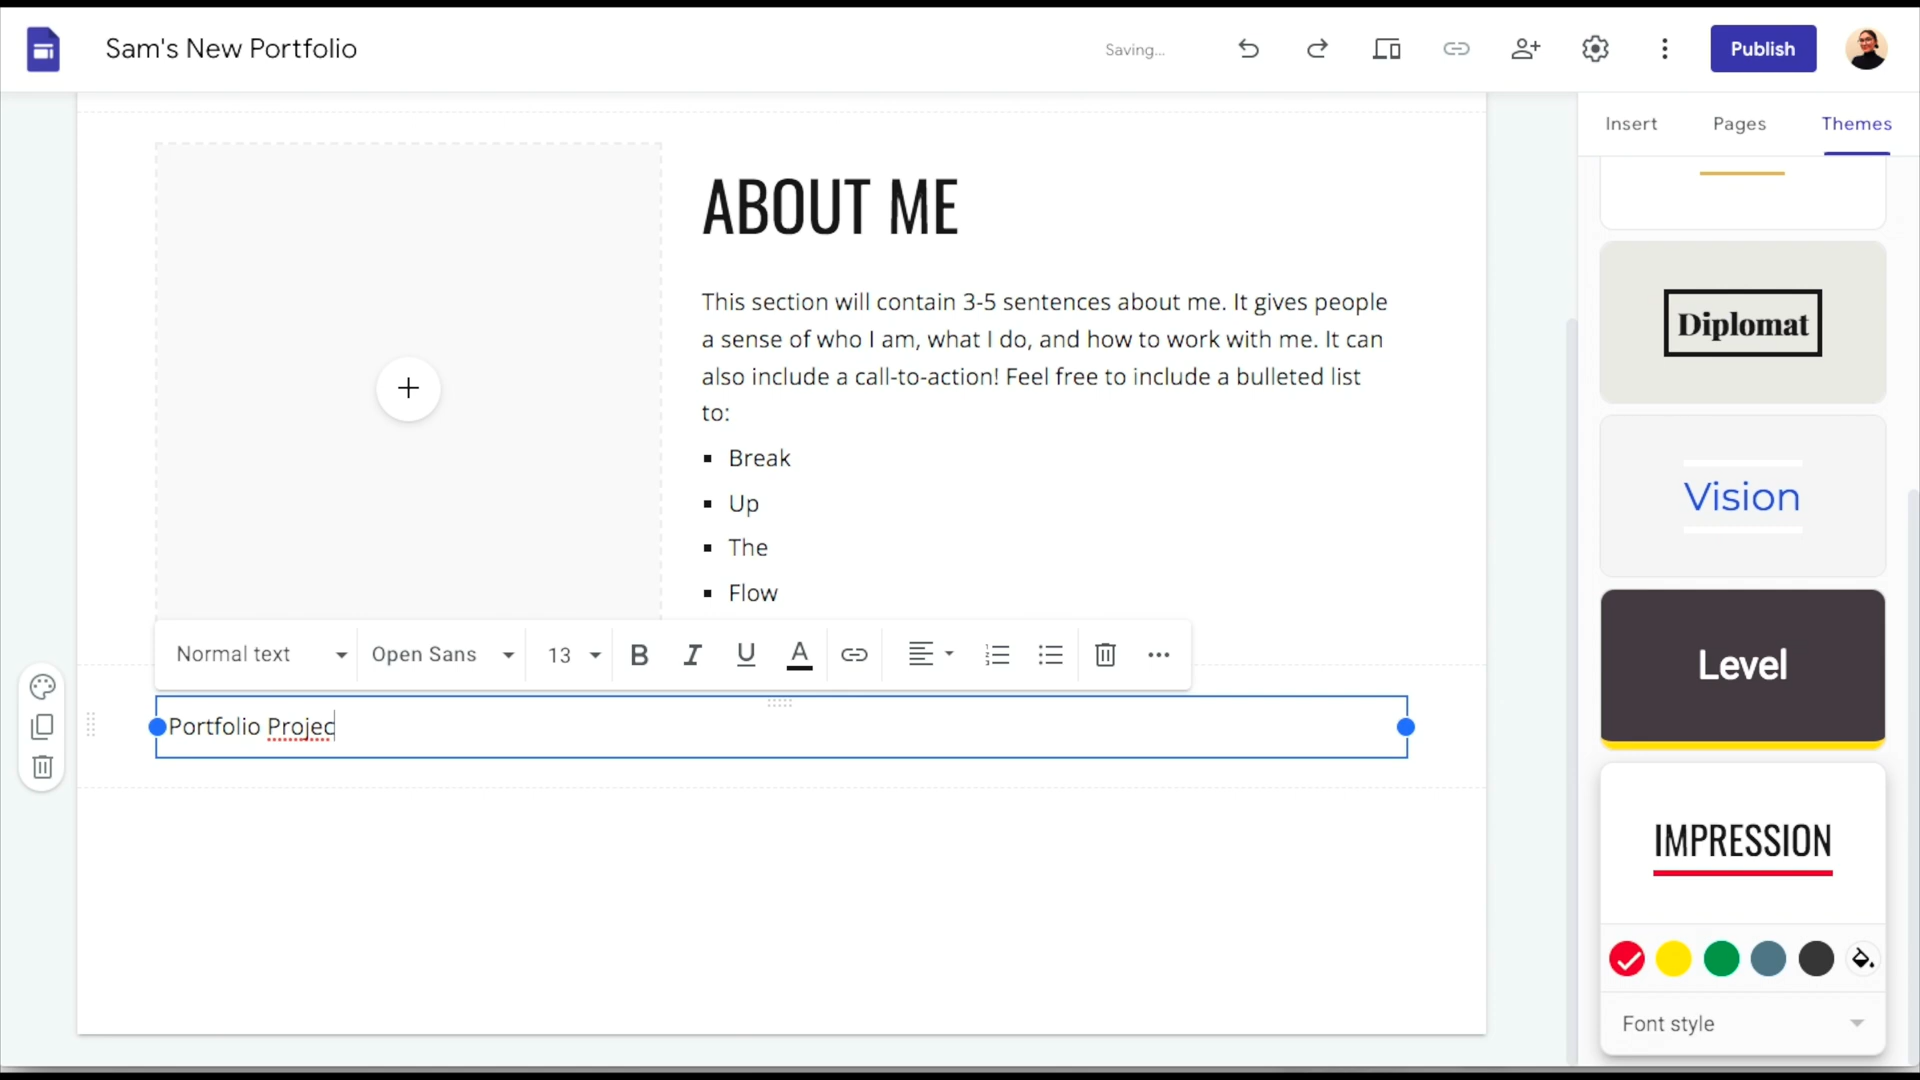 Sam's New Portfolio
Saving...
Publish
Insert
Pages
Themes
ABOUT ME
This section will contain 3-5 sentences about me. It gives people
a sense of who I am, what I do, and how to work with me. It can
also include a call-to-action! Feel free to include a bulleted list
to:
Break
Up
The
Flow
Normal text
Open Sans
13
B
I
U
A
Portfolio Projec
Diplomat
Vision
Level
IMPRESSION
Font style